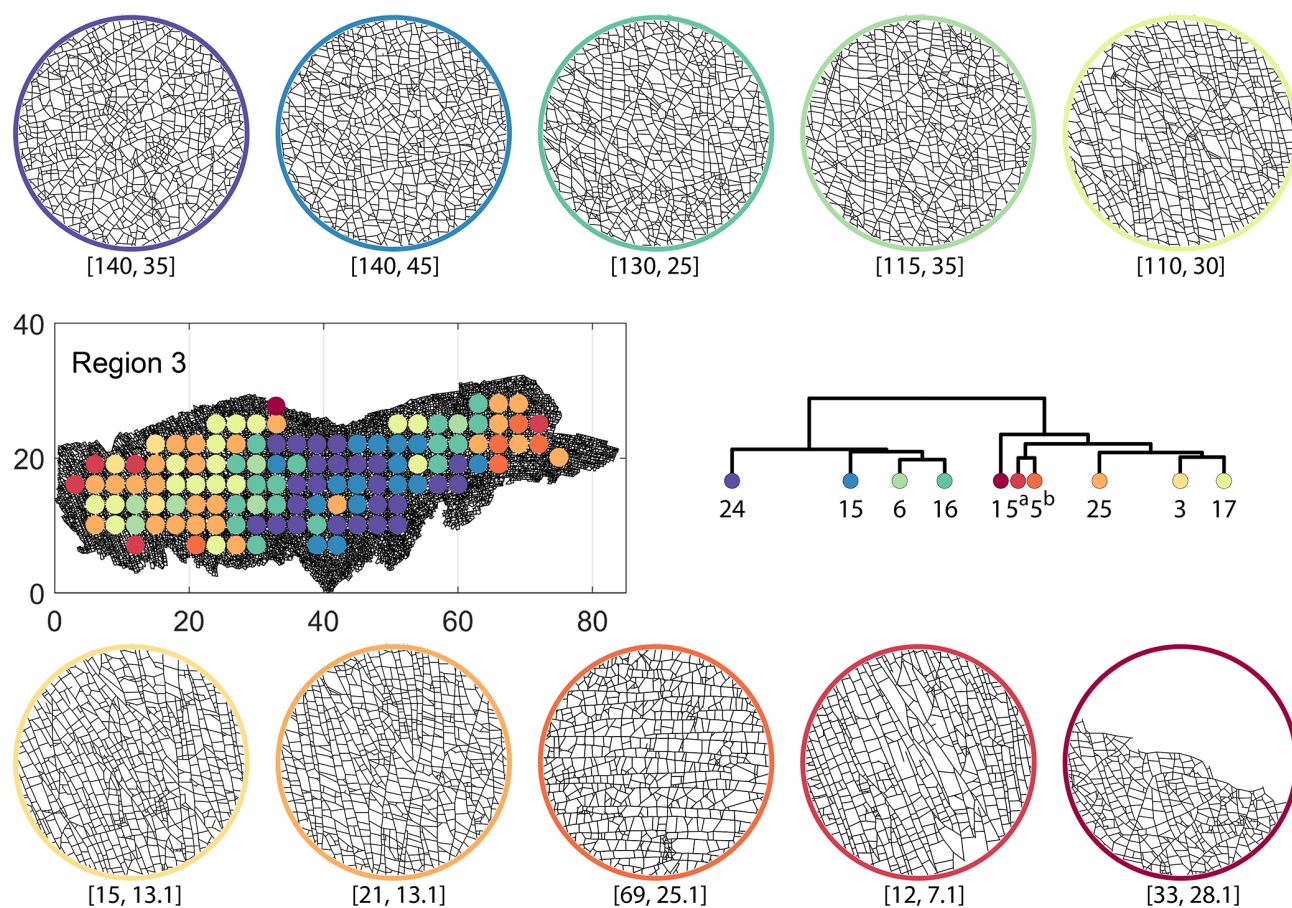 [140, 35] [140, 45] [130, 25] [115, 35] [110, 30]
40
Region 3
20
0
0 20 40 60 80
24 15 6 16 1 5ᵃ 5ᵇ 25 3 17
[15, 13.1] [21, 13.1] [69, 25.1] [12, 7.1] [33, 28.1]